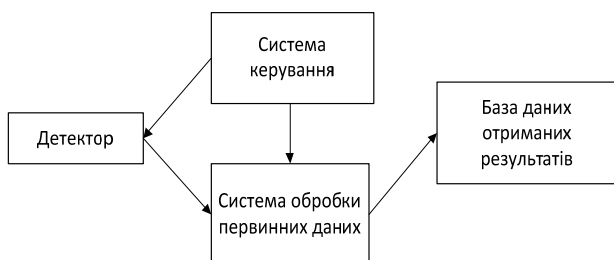 Система
керування
Детектор
База даних
отриманих
результатів
Система обробки
первинних даних